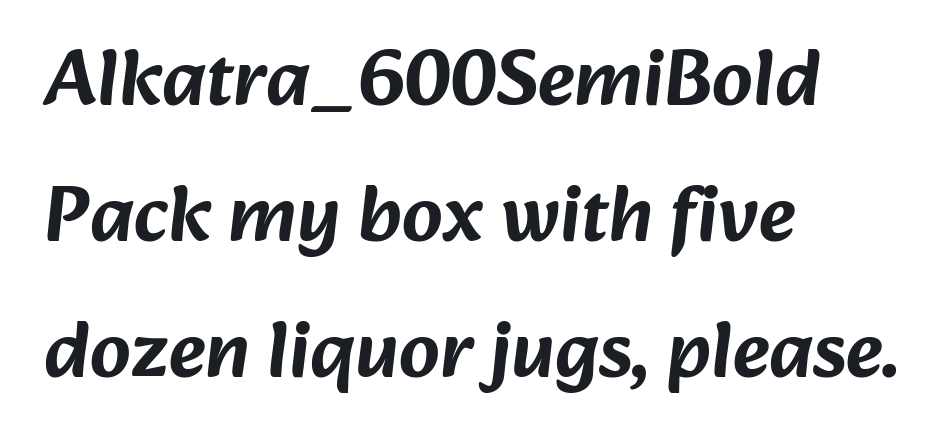 Alkatra_600SemiBold
Pack my box with five
dozen liquor jugs, please.